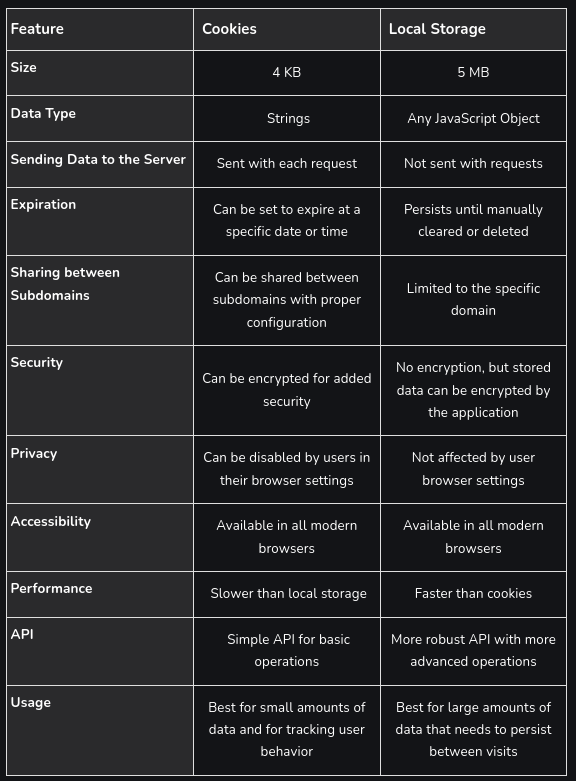 Feature Cookies Local Storage
Size 4 KB 5 MB
Data Type Strings Any JavaScript Object
Sending Data to the Server Sent with each request Not sent with requests
Expiration
Can be set to expire at a
specific date or time
Persists until manually
cleared or deleted
Sharing between
Subdomains
Can be shared between
subdomains with proper
configuration
Limited to the specific
domain
Security
Can be encrypted for added
security
No encryption, but stored
data can be encrypted by
the application
Privacy
Can be disabled by users in
their browser settings
Not affected by user
browser settings
Accessibility
Available in all modern
browsers
Available in all modern
browsers
Performance Slower than local storage Faster than cookies
API
Simple API for basic
operations
More robust API with more
advanced operations
Usage
Best for small amounts of
data and for tracking user
behavior
Best for large amounts of
data that needs to persist
between visits